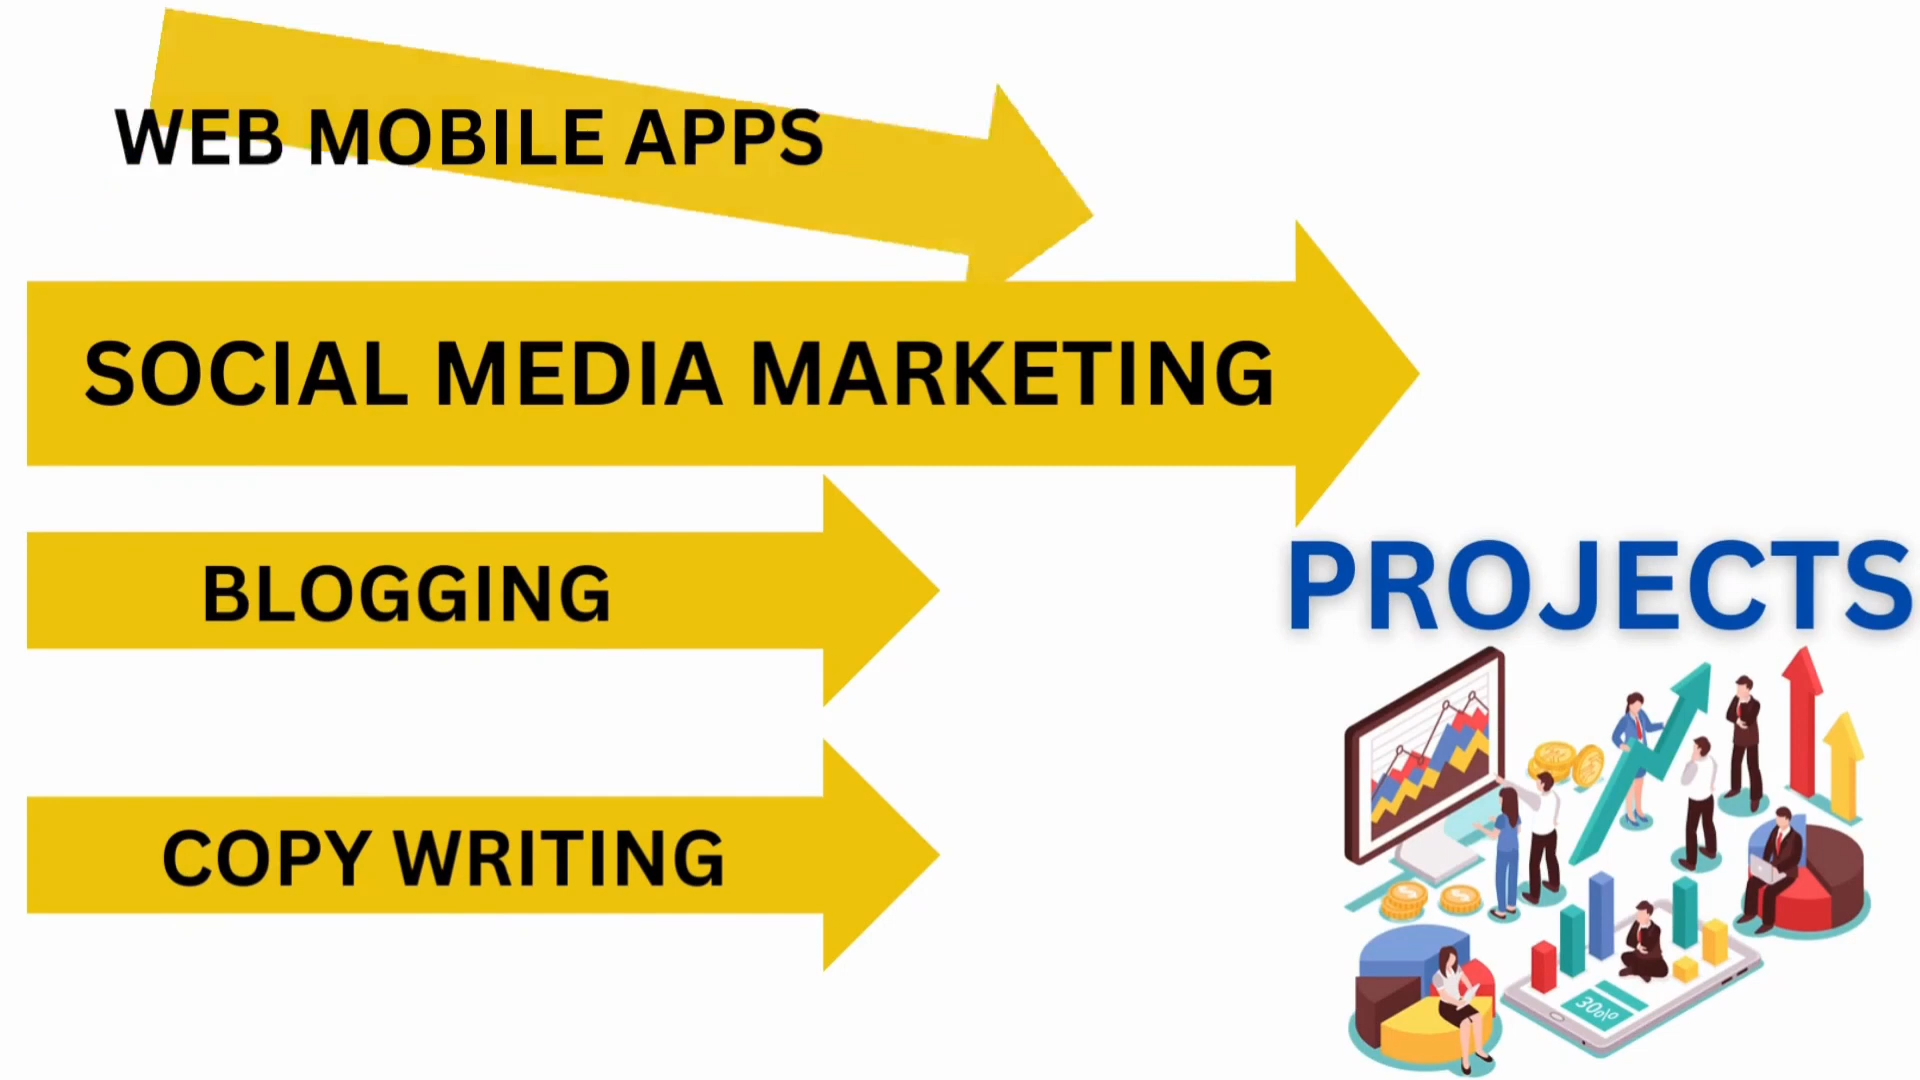 WEB MOBILE APPS
SOCIAL MEDIA MARKETING
BLOGGING
PROJECTS
COPY WRITING
30%